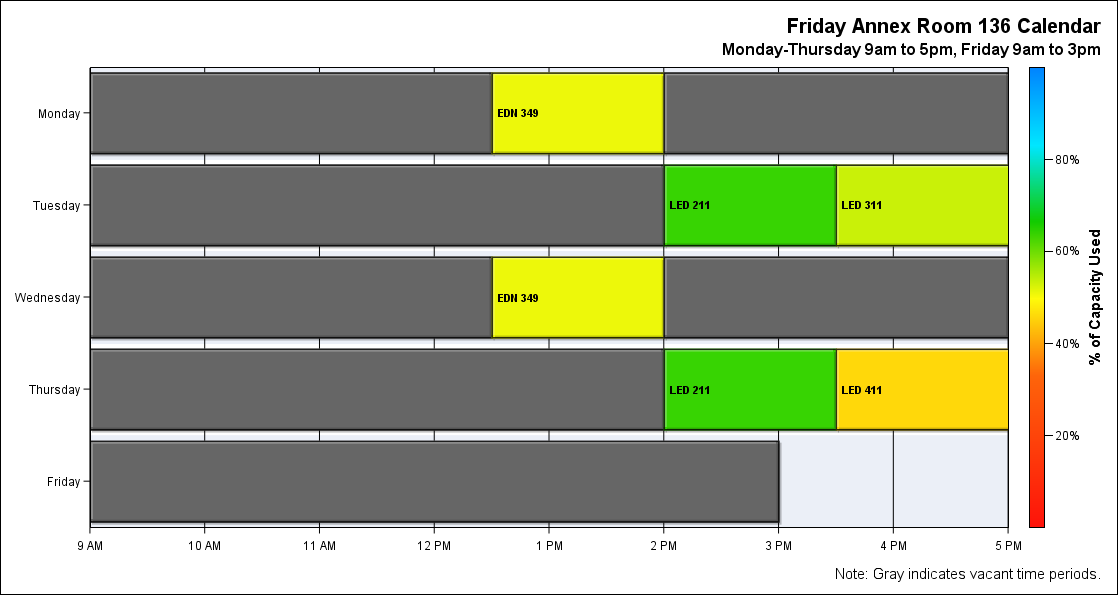 Friday Annex Room 136 Calendar
Monday-Thursday 9am to 5pm, Friday 9am to 3pm
Monday
EDN 349
Tuesday
LED 211
LED 311
Wednesday
EDN 349
Thursday
LED 211
LED 411
Friday
9 AM
10 AM
11 AM
12 PM
1 PM
2 PM
3 PM
4 PM
5 PM
80%
60%
40%
20%
% of Capacity Used
Note: Gray indicates vacant time periods.